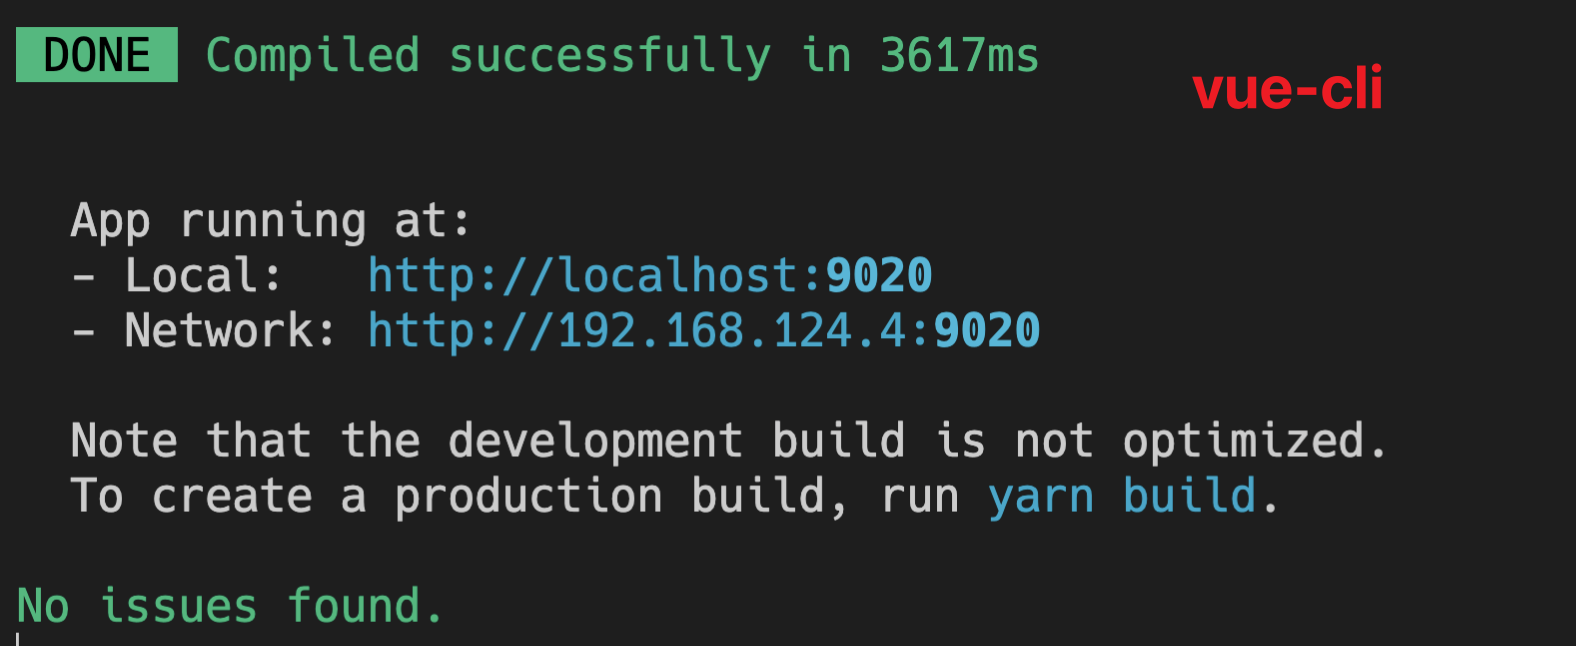 DONE Compiled successfully in 3617ms
vue-cli
App running at:
- Local: http://localhost:9020
- Network: http://192.168.124.4:9020
Note that the development build is not optimized.
To create a production build, run yarn build.
No issues found.